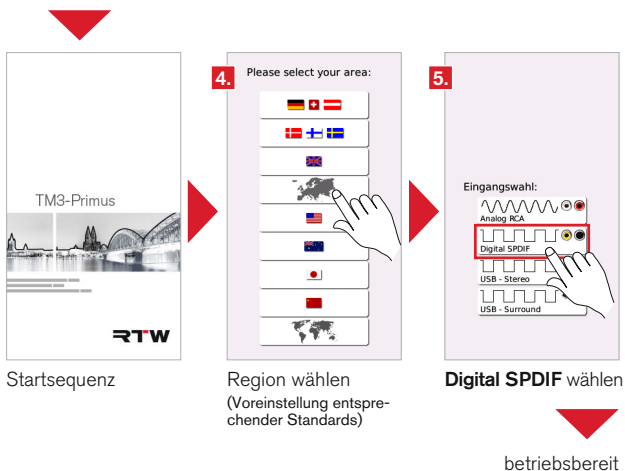 TM3-Primus
RTW
Startsequenz
4.
Please select your area:
Region wählen
(Voreinstellung entspre-
chender Standards)
5.
Eingangswahl:
Analog RCA
Digital SPDIF
USB - Stereo
USB - Surround
Digital SPDIF wählen
betriebsbereit